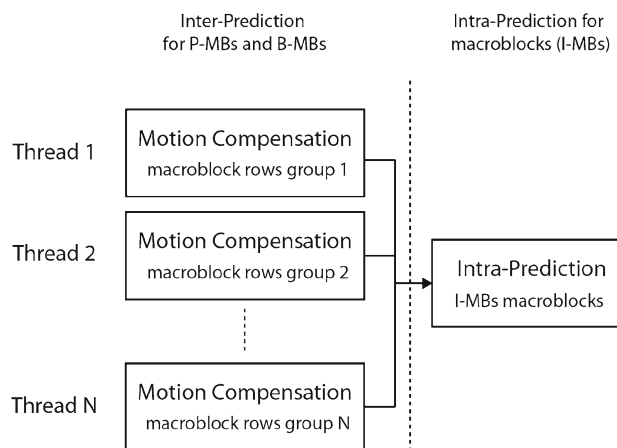 Inter-Prediction
for P-MBs and B-MBs
Intra-Prediction for
macroblocks (I-MBs)
Thread 1
Motion Compensation
macroblock rows group 1
Thread 2
Motion Compensation
macroblock rows group 2
Intra-Prediction
I-MBs macroblocks
Thread N
Motion Compensation
macroblock rows group N